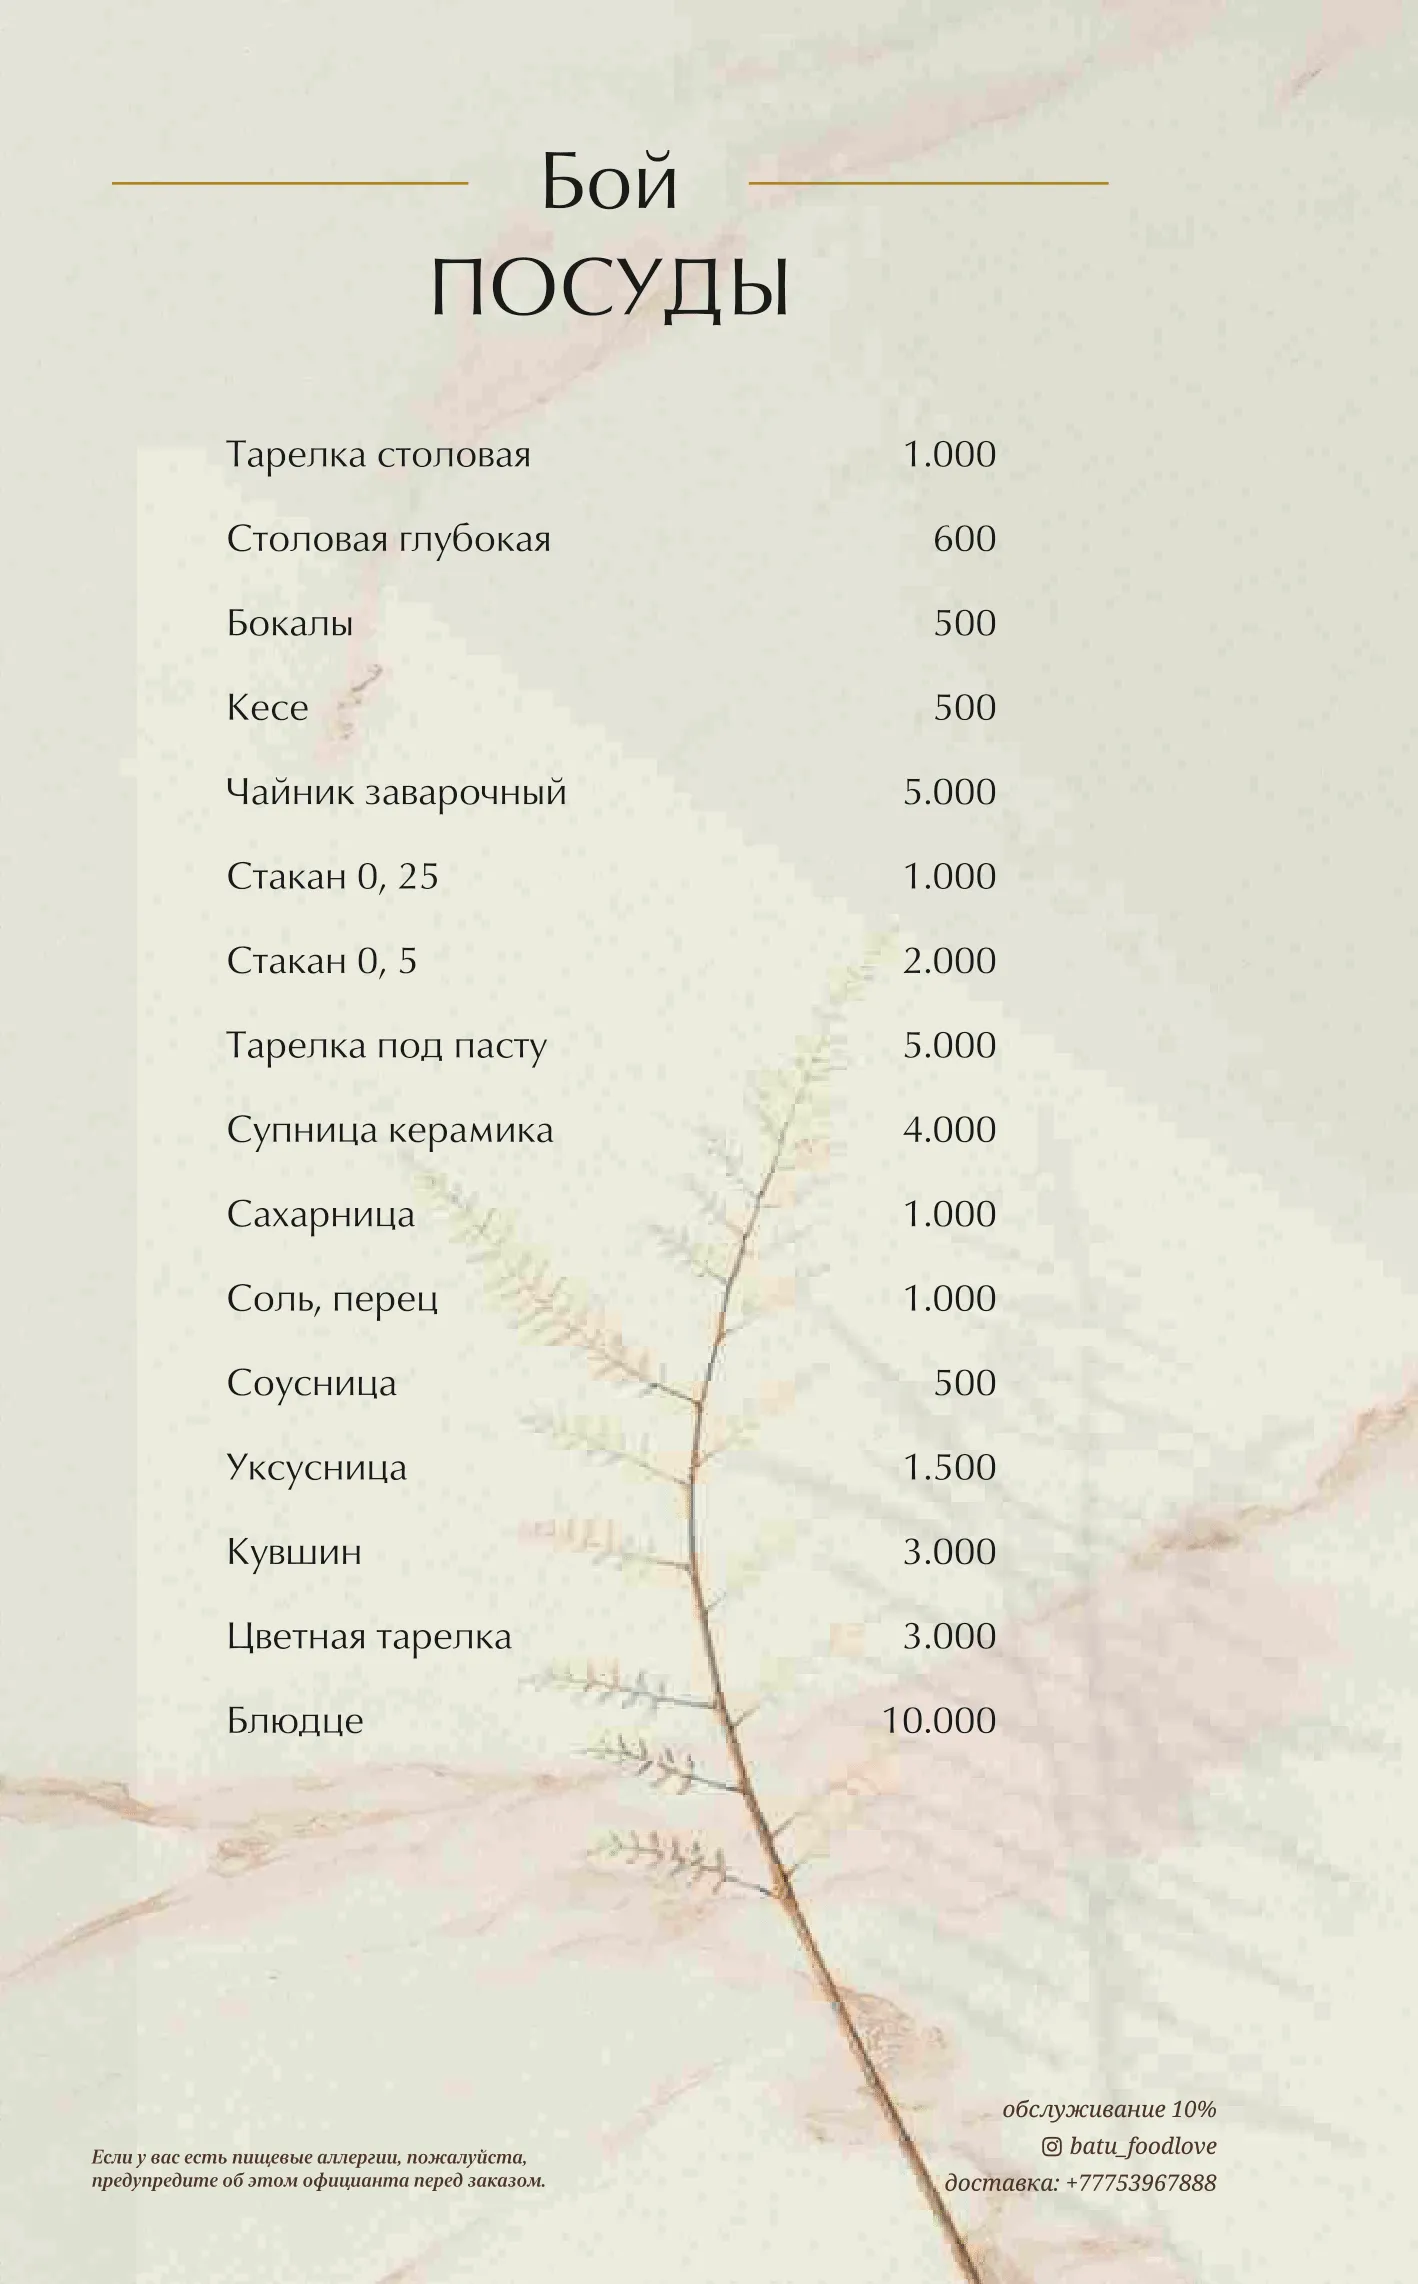 Бой
ПОСУДЫ
Тарелка столовая 1.000
Столовая глубокая 600
Бокалы 500
Кесе 500
Чайник заварочный 5.000
Стакан 0, 25 1.000
Стакан 0, 5 2.000
Тарелка под пасту 5.000
Супница керамика 4.000
Сахарница 1.000
Соль, перец 1.000
Соусница 500
Уксусница 1.500
Кувшин 3.000
Цветная тарелка 3.000
Блюдце 10.000
Если у вас есть пищевые аллергии, пожалуйста,
предупредите об этом официанта перед заказом.
обслуживание 10%
batu_foodlove
доставка: +77753967888